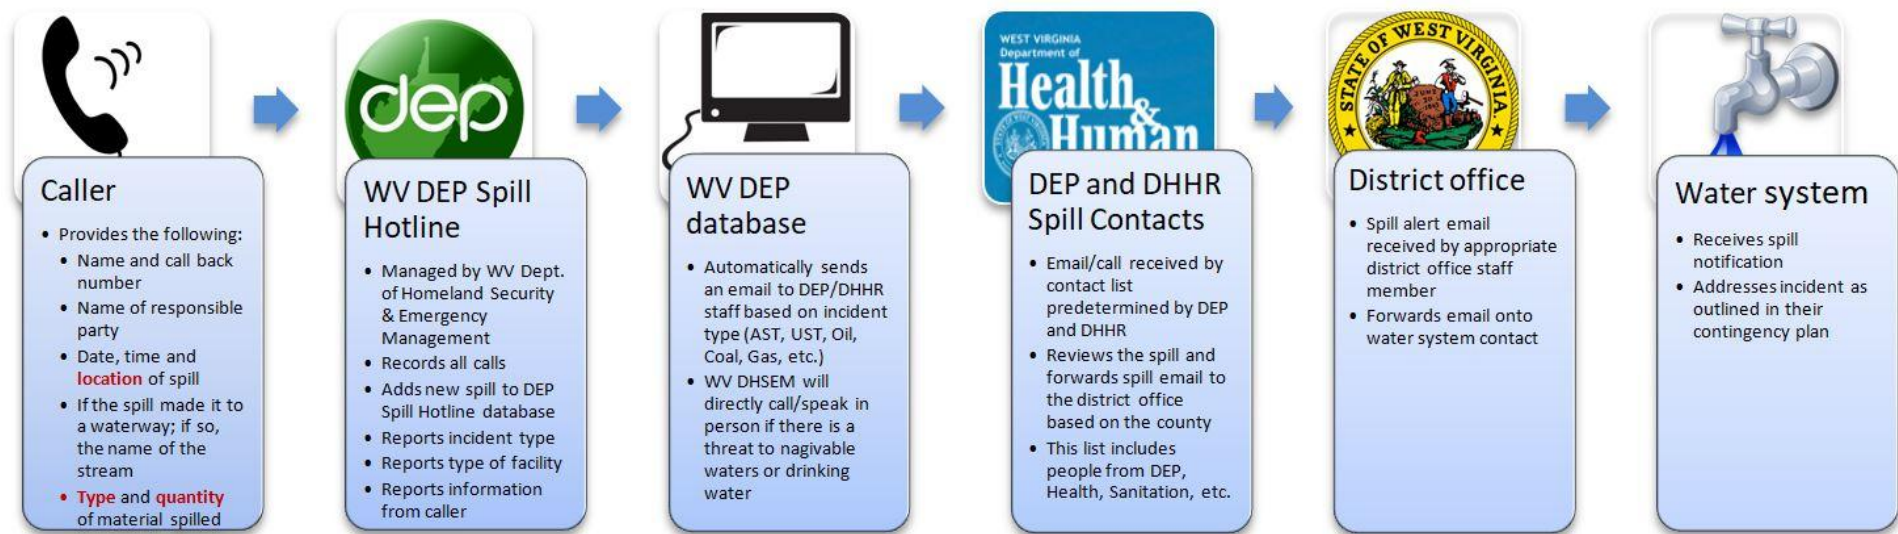 Caller
• Provides the following:
• Name and call back
number
• Name of responsible
party
• Date, time and
location of spill
• If the spill made it to
a waterway; if so,
the name of the
stream
• Type and quantity
of material spilled
dep
WV DEP Spill
Hotline
• Managed by WV Dept.
of Homeland Security
& Emergency
Management
• Records all calls
• Adds new spill to DEP
Spill Hotline database
• Reports incident type
• Reports type of facility
• Reports information
from caller
WV DEP
database
• Automatically sends
an email to DEP/DHHR
staff based on incident
type (AST, UST, Oil,
Coal, Gas, etc.)
• WV DHSEM will
directly call/speak in
person if there is a
threat to nagivable
waters or drinking
water
WEST VIRGINIA
Department of
Health
&
Human
DEP and DHHR
Spill Contacts
• Email/call received by
contact list
predetermined by DEP
and DHHR
• Reviews the spill and
forwards spill email to
the district office
based on the county
• This list includes
people from DEP,
Health, Sanitation, etc.
STATE OF WEST VIRGINIA.
JUNE
20
1863
District office
• Spill alert email
received by appropriate
district office staff
member
• Forwards email onto
water system contact
Water system
• Receives spill
notification
• Addresses incident as
outlined in their
contingency plan